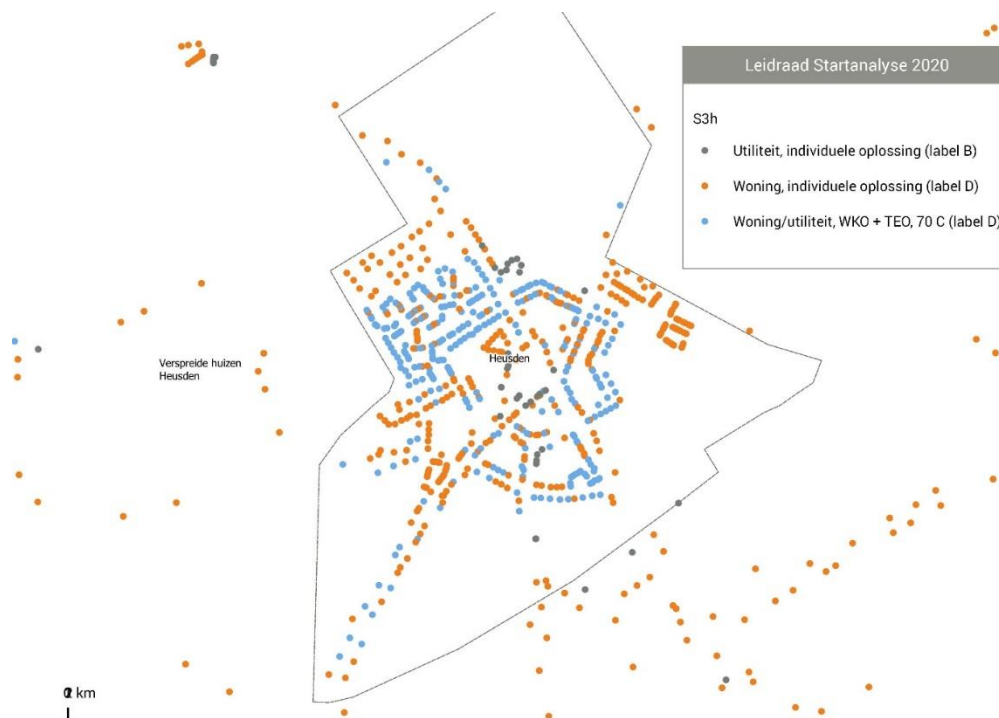 Leidraad Startanalyse 2020
S3h
Utiliteit, individuele oplossing (label B)
Woning, individuele oplossing (label D)
Woning/utiliteit, WKO + TEO, 70 C (label D)
Verspreide huizen
Heusden
Heusden
km